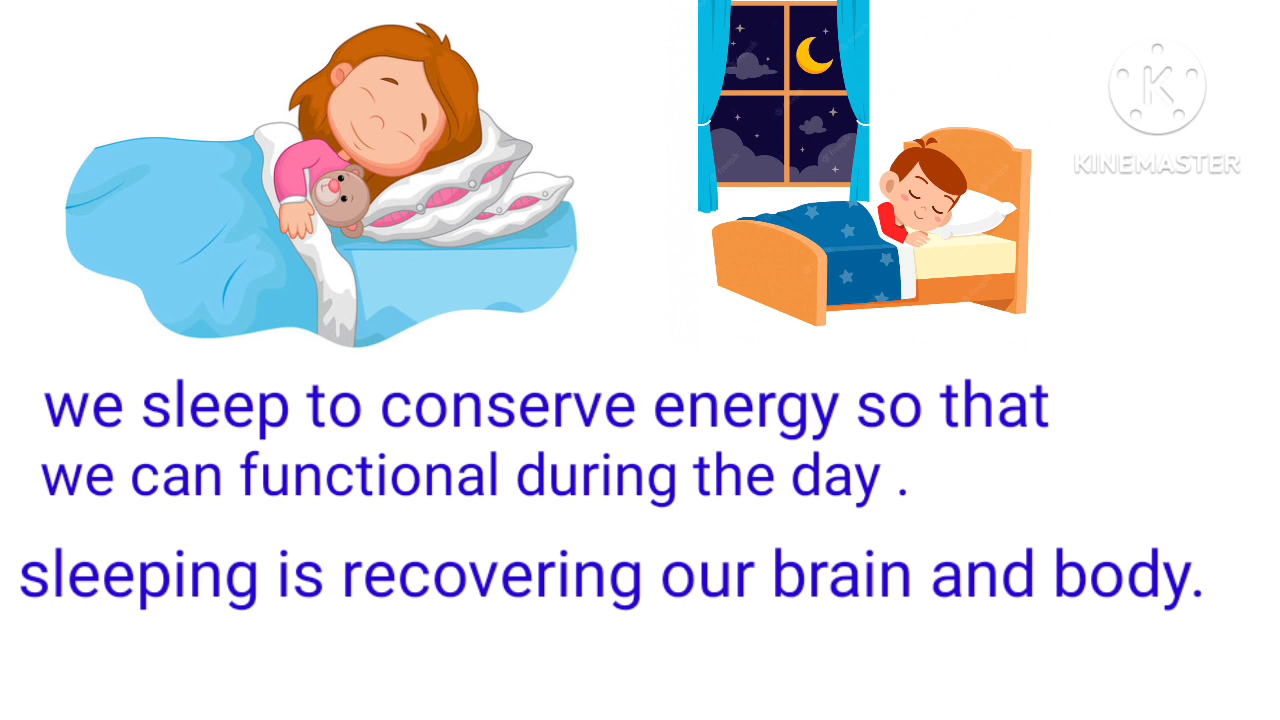 KINEMASTER
we sleep to conserve energy so that
we can functional during the day .
sleeping is recovering our brain and body.